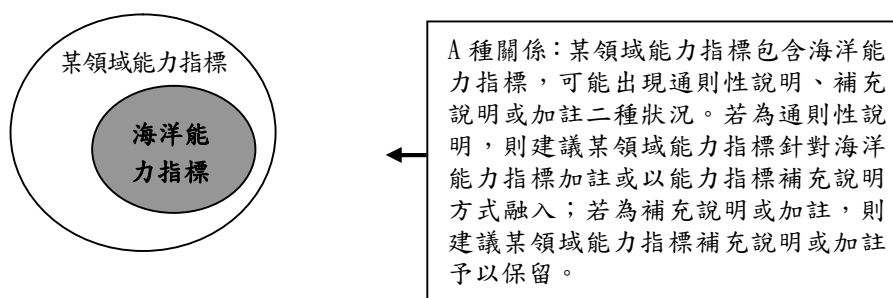 某領域能力指標
海洋能
力指標
A 種關係：某領域能力指標包含海洋能
力指標，可能出現通則性說明、補充
說明或加註二種狀況。若為通則性說
明，則建議某領域能力指標針對海洋
能力指標加註或以能力指標補充說明
方式融入；若為補充說明或加註，則
建議某領域能力指標補充說明或加註
予以保留。